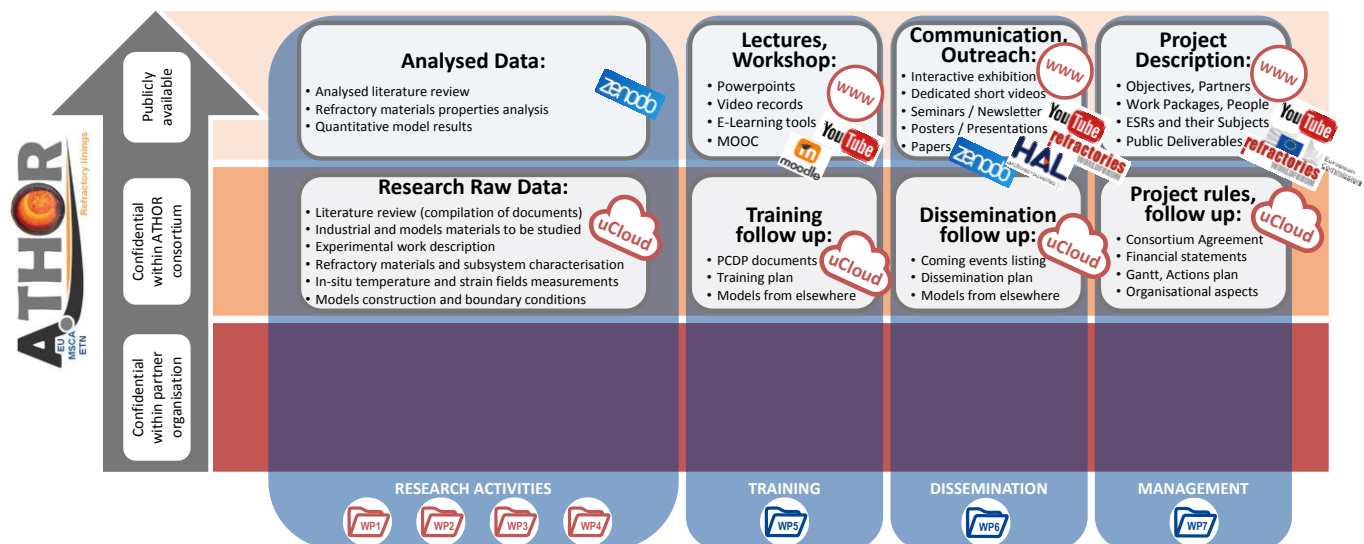 ATHOR
Refractory linings
EU
MSCA
ETN
Publicly
available
Confidential
within ATHOR
consortium
Confidential
within partner
organisation
Analysed Data:
• Analysed literature review
• Refractory materials properties analysis
• Quantitative model results
zenodo
Research Raw Data:
• Literature review (compilation of documents)
• Industrial and models materials to be studied
• Experimental work description
• Refractory materials and subsystem characterisation
• In-situ temperature and strain fields measurements
• Models construction and boundary conditions
uCloud
RESEARCH ACTIVITIES
WP1
WP2
WP3
WP4
Lectures,
Workshop:
• Powerpoints
• Video records
• E-Learning tools
• MOOC
www
YouTube
moodle
Training
follow up:
• PCDP documents
• Training plan
• Models from elsewhere
uCloud
TRAINING
WP5
Communication,
Outreach:
• Interactive exhibition
• Dedicated short videos
• Seminars / Newsletter
• Posters / Presentations
• Papers
www
YouTube
zenodo
HAL
refractories
WORLDFORUM
Dissemination
follow up:
• Coming events listing
• Dissemination plan
• Models from elsewhere
uCloud
DISSEMINATION
WP6
Project
Description:
• Objectives, Partners
• Work Packages, People
• ESRs and their Subjects
• Public Deliverables
www
YouTube
refractories
WORLDFORUM
European
Commission
Project rules,
follow up:
• Consortium Agreement
• Financial statements
• Gantt, Actions plan
• Organisational aspects
uCloud
MANAGEMENT
WP7